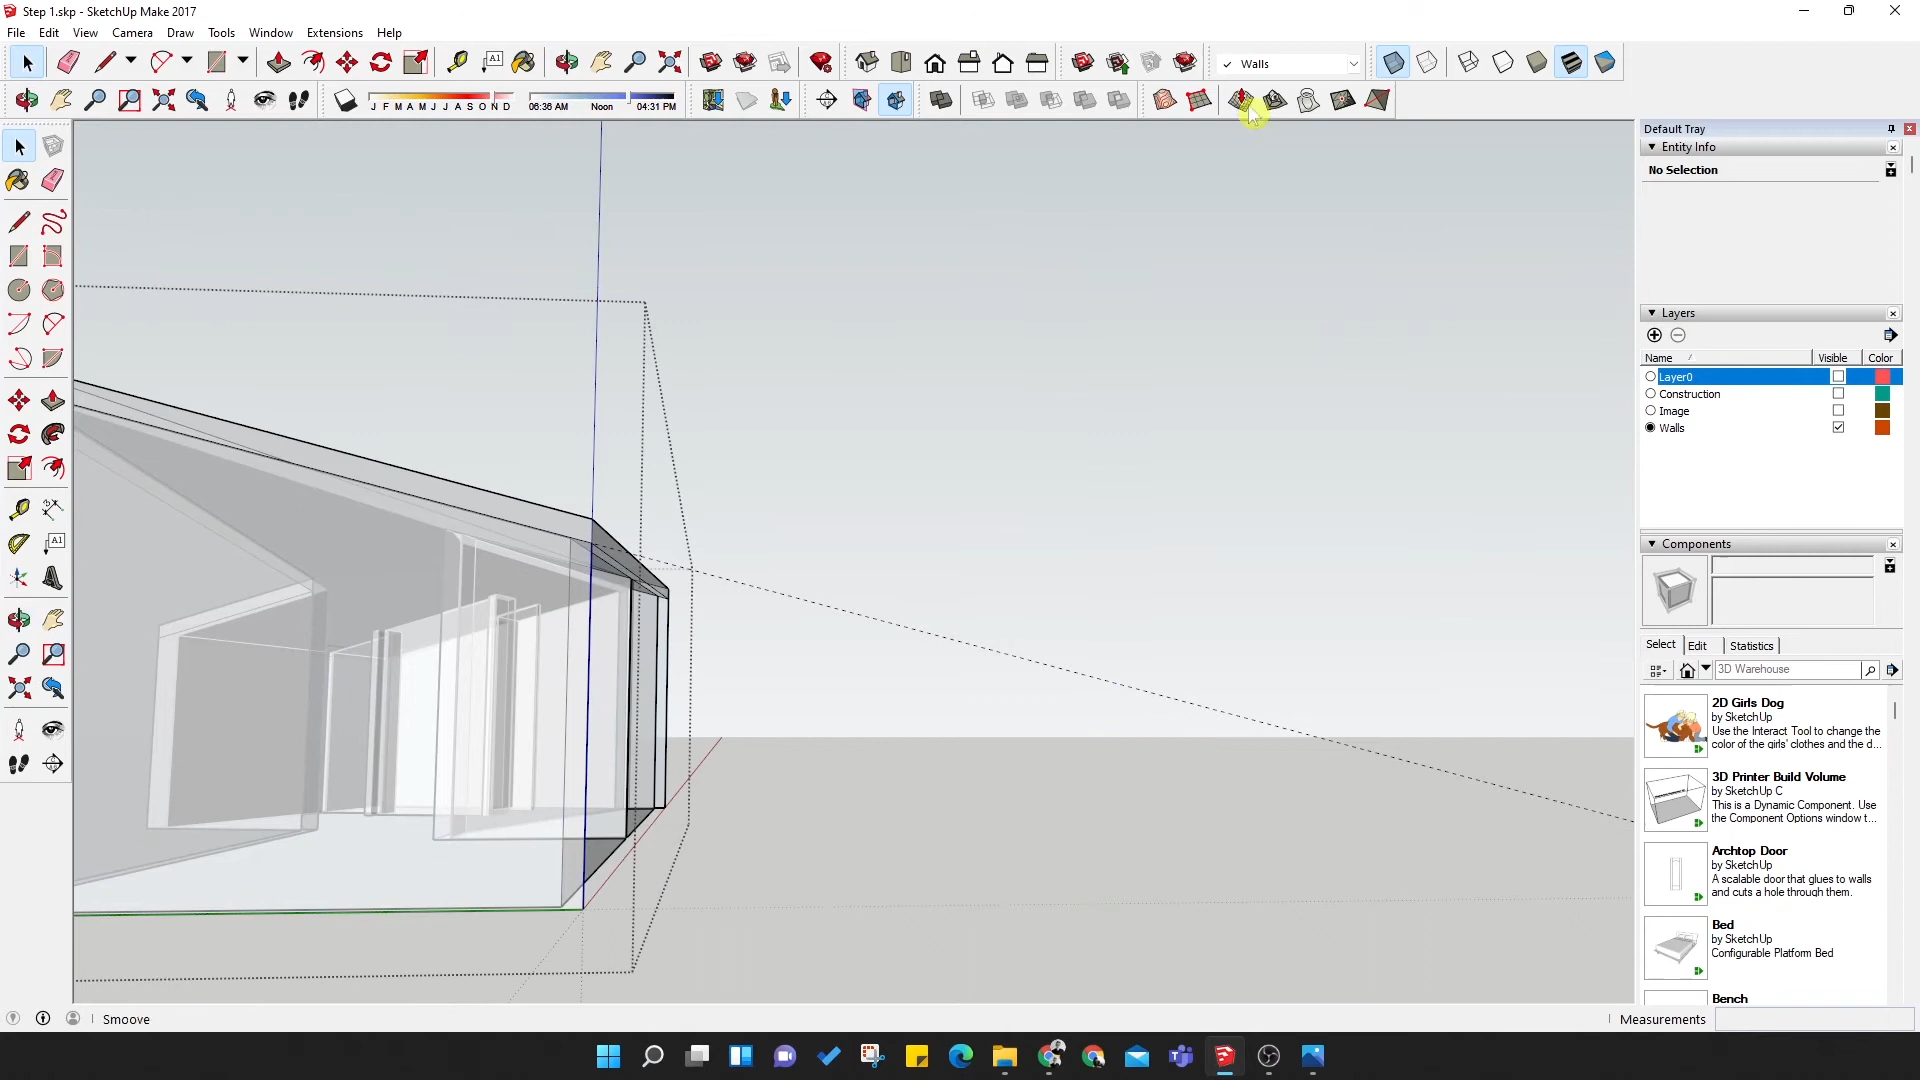 Step 1.skp - SketchUp Make 2017
File Edit View Camera Draw Tools Window Extensions Help
A1
✓ Walls
J F M A M J J A S O N D
06:36 AM Noon 04:31 PM
Default Tray
Entity Info
No Selection
A1
Layers
Name Visible Color
Layer0
Construction
Image
Walls
Components
Select Edit Statistics
3D Warehouse
2D Girls Dog
by SketchUp
Use the Interact Tool to change the
color of the girls' clothes and the d...
3D Printer Build Volume
by SketchUp C
This is a Dynamic Component. Use
the Component Options window t...
Archtop Door
by SketchUp
A scalable door that glues to walls
and cuts a hole through them.
Bed
by SketchUp
Configurable Platform Bed
Bench
Smoove
Measurements